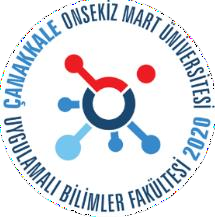 ÇANAKKALE ONSEKİZ MART ÜNİVERSİTESİ
UYGULAMALI BİLİMLER FAKÜLTESİ 2020